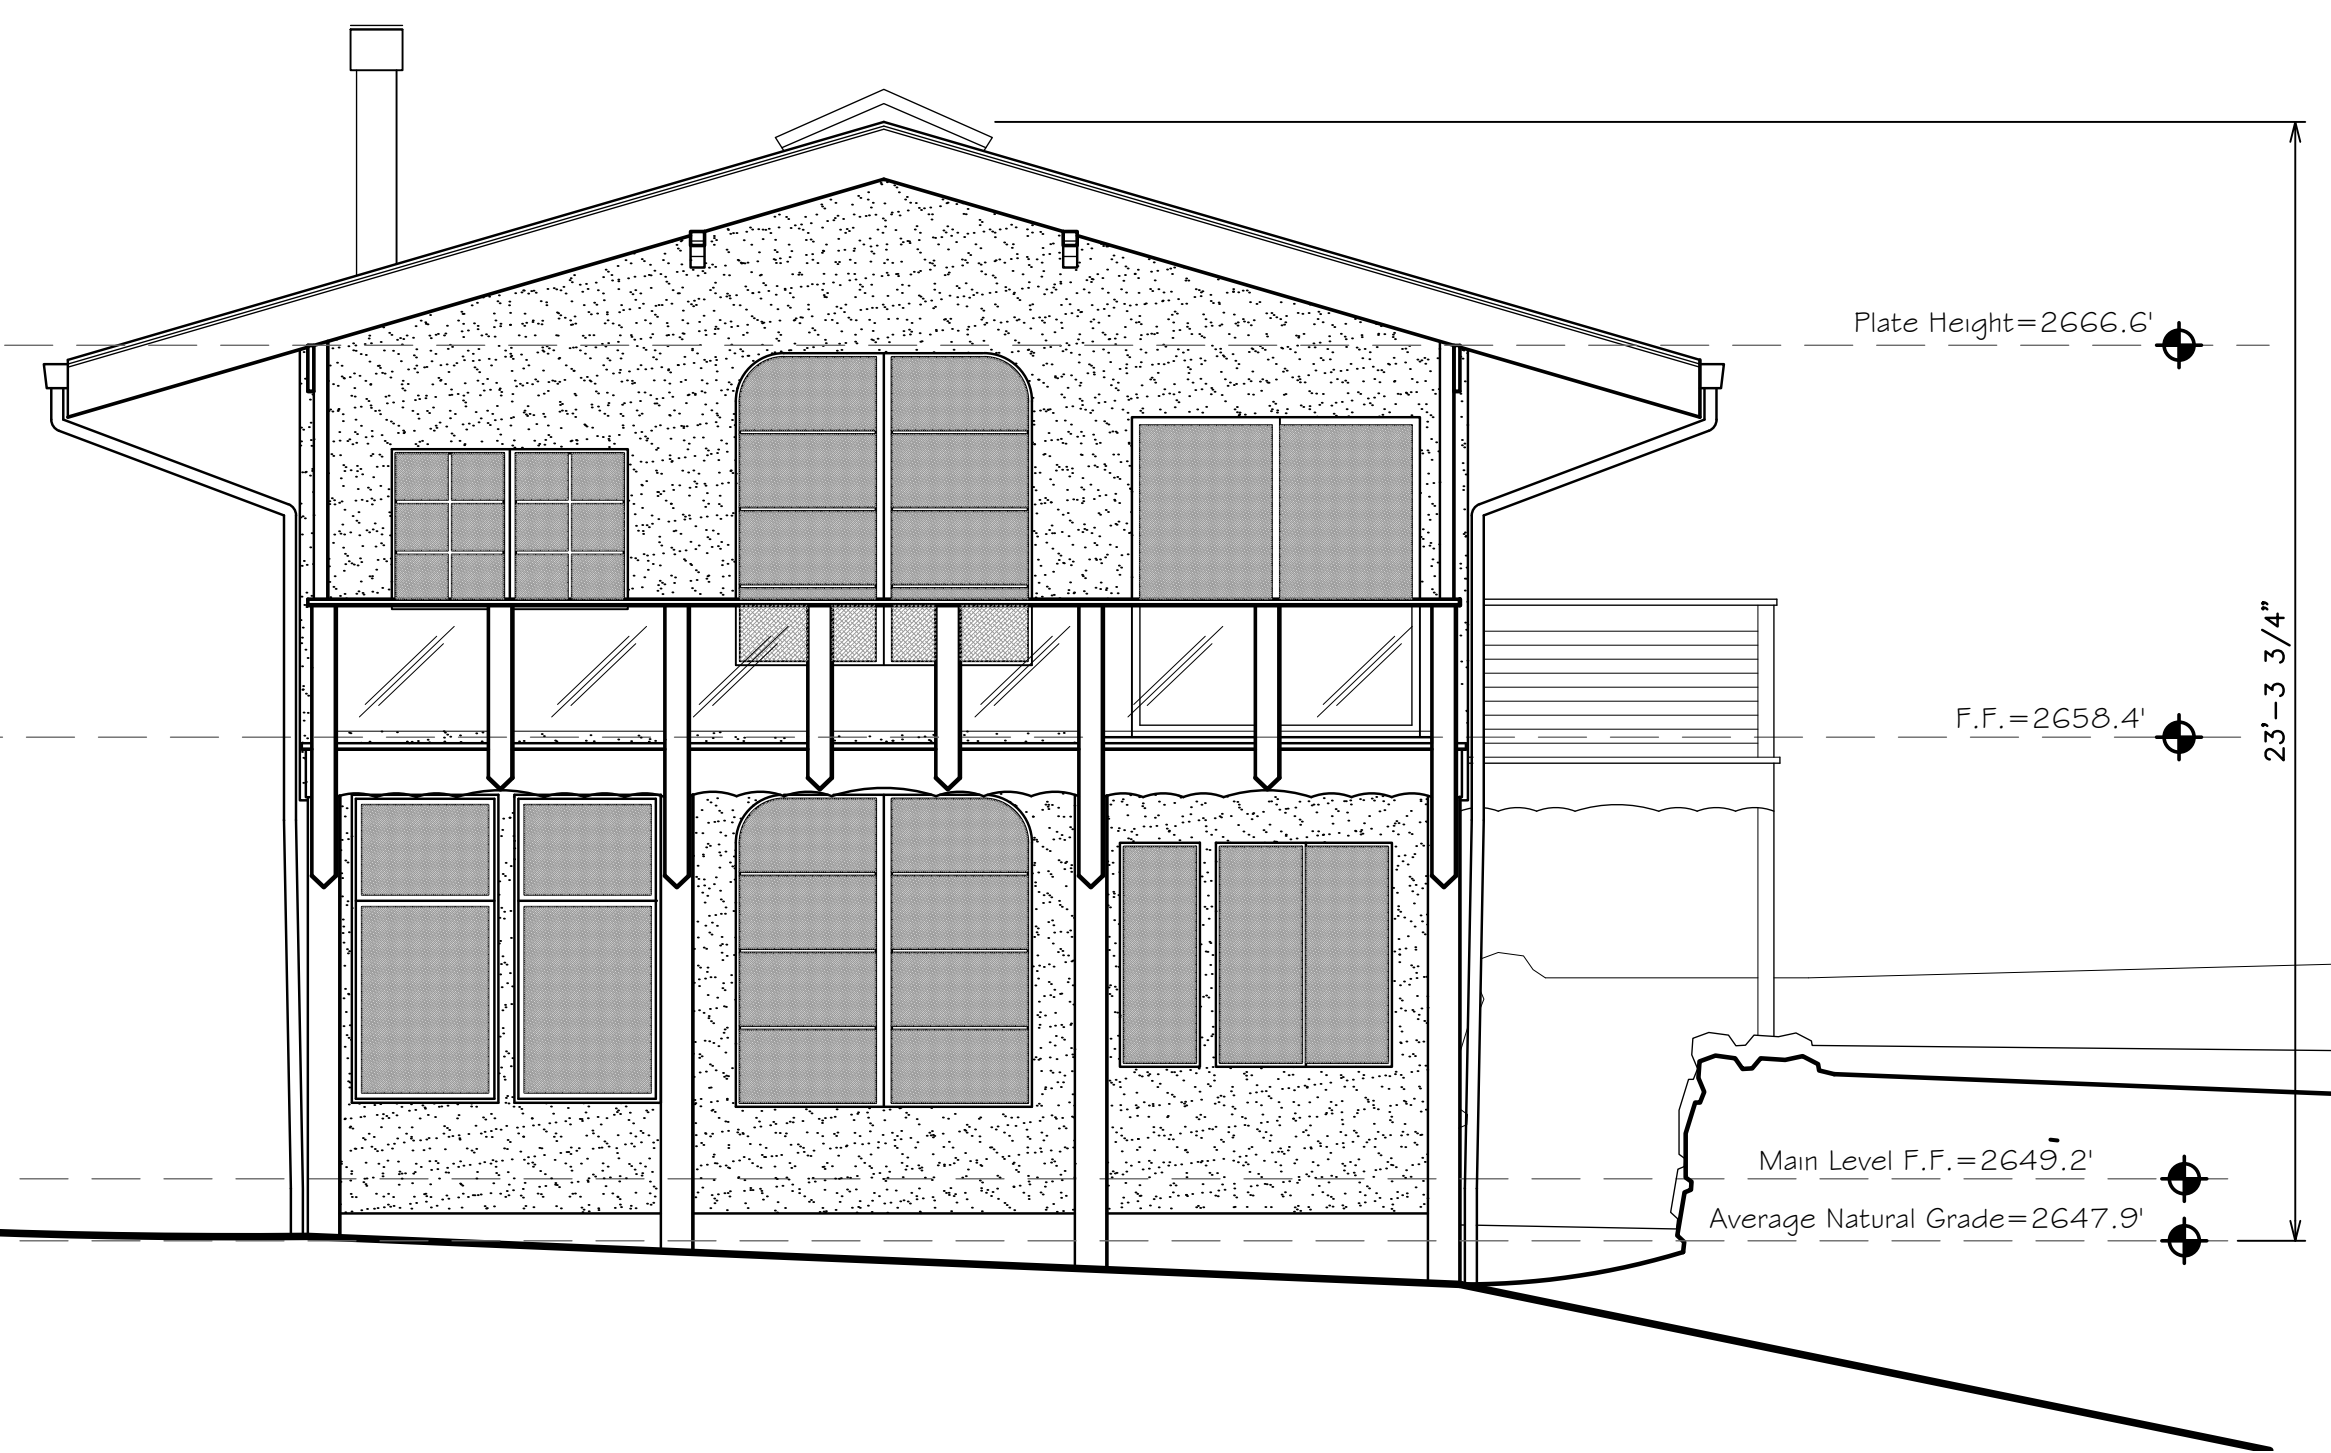 Plate Height=2666.6'
F.F.=2658.4'
23'-3 3/4"
Main Level F.F.=2649.2'
Average Natural Grade=2647.9'